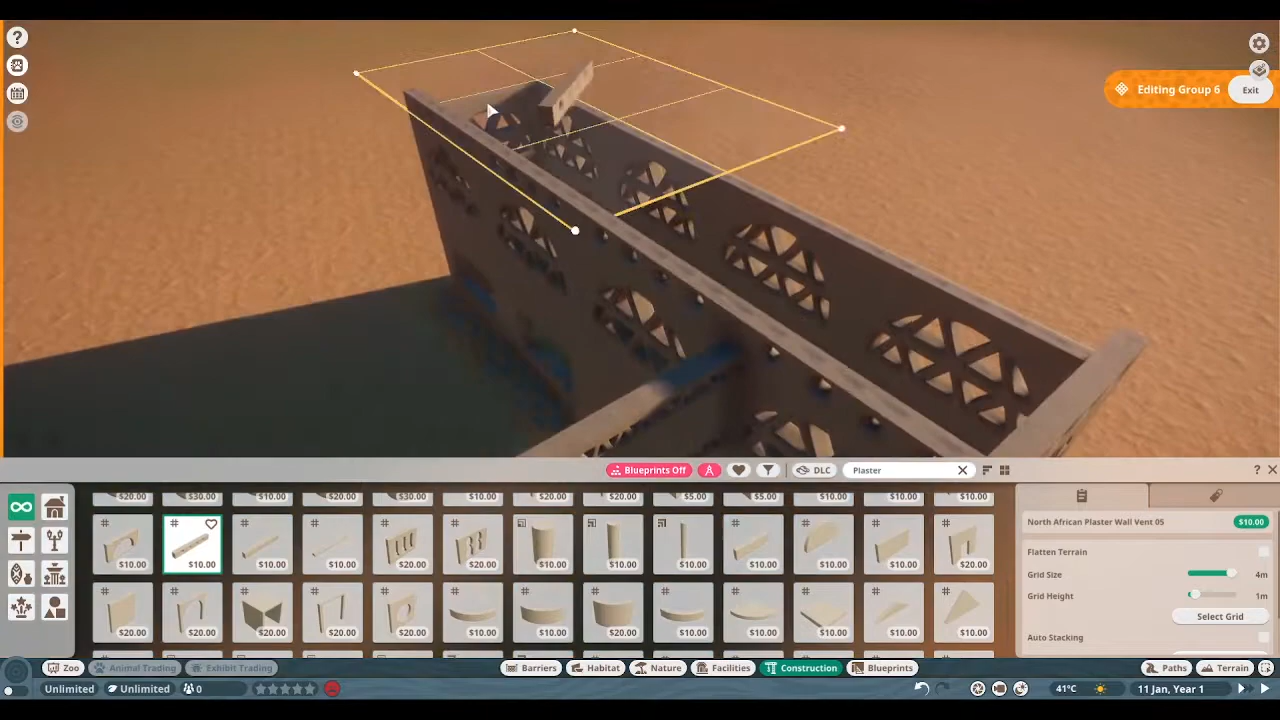 ?
Editing Group 6
Exit
Blueprints Off
DLC
Plaster
?
$20.00
$30.00
$10.00
$20.00
$30.00
$10.00
$20.00
$10.00
$5.00
$5.00
$10.00
$10.00
$10.00
$10.00
$10.00
$10.00
$10.00
$20.00
$20.00
$10.00
$10.00
$10.00
$10.00
$10.00
$10.00
$10.00
$20.00
$20.00
$20.00
$20.00
$20.00
$10.00
$10.00
$20.00
$10.00
$10.00
$10.00
$10.00
$10.00
North African Plaster Wall Vent 05
$10.00
Flatten Terrain
Grid Size
4m
Grid Height
1m
Select Grid
Auto Stacking
Zoo
Animal Trading
Exhibit Trading
Barriers
Habitat
Nature
Facilities
Construction
Blueprints
Paths
Terrain
Unlimited
Unlimited
0
41°C
11 Jan, Year 1